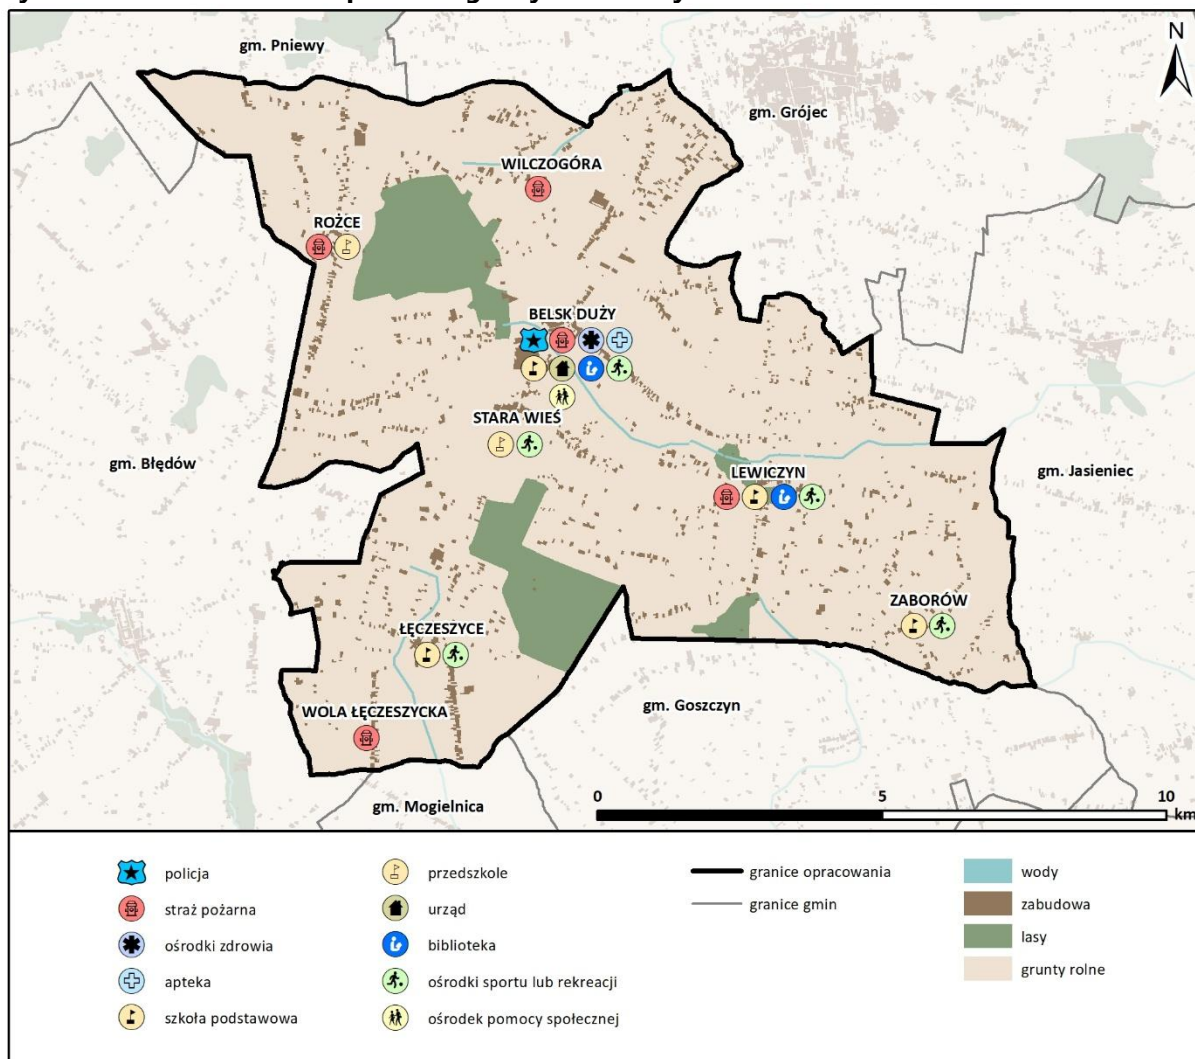 gm. Pniewy
N
gm. Grójec
WILCZOGÓRA
ROŻCE
BELSK DUŻY
STARA WIEŚ
gm. Błędów
LEWICZYN
gm. Jasieniec
ZABORÓW
ŁĘCZESZYCE
WOLA ŁĘCZESZYCKA
gm. Goszczyn
gm. Mogielnica
0 5 10
km
policja
straż pożarna
ośrodki zdrowia
apteka
szkoła podstawowa
przedszkole
urząd
biblioteka
ośrodki sportu lub rekreacji
ośrodek pomocy społecznej
granice opracowania
granice gmin
wody
zabudowa
lasy
grunty rolne